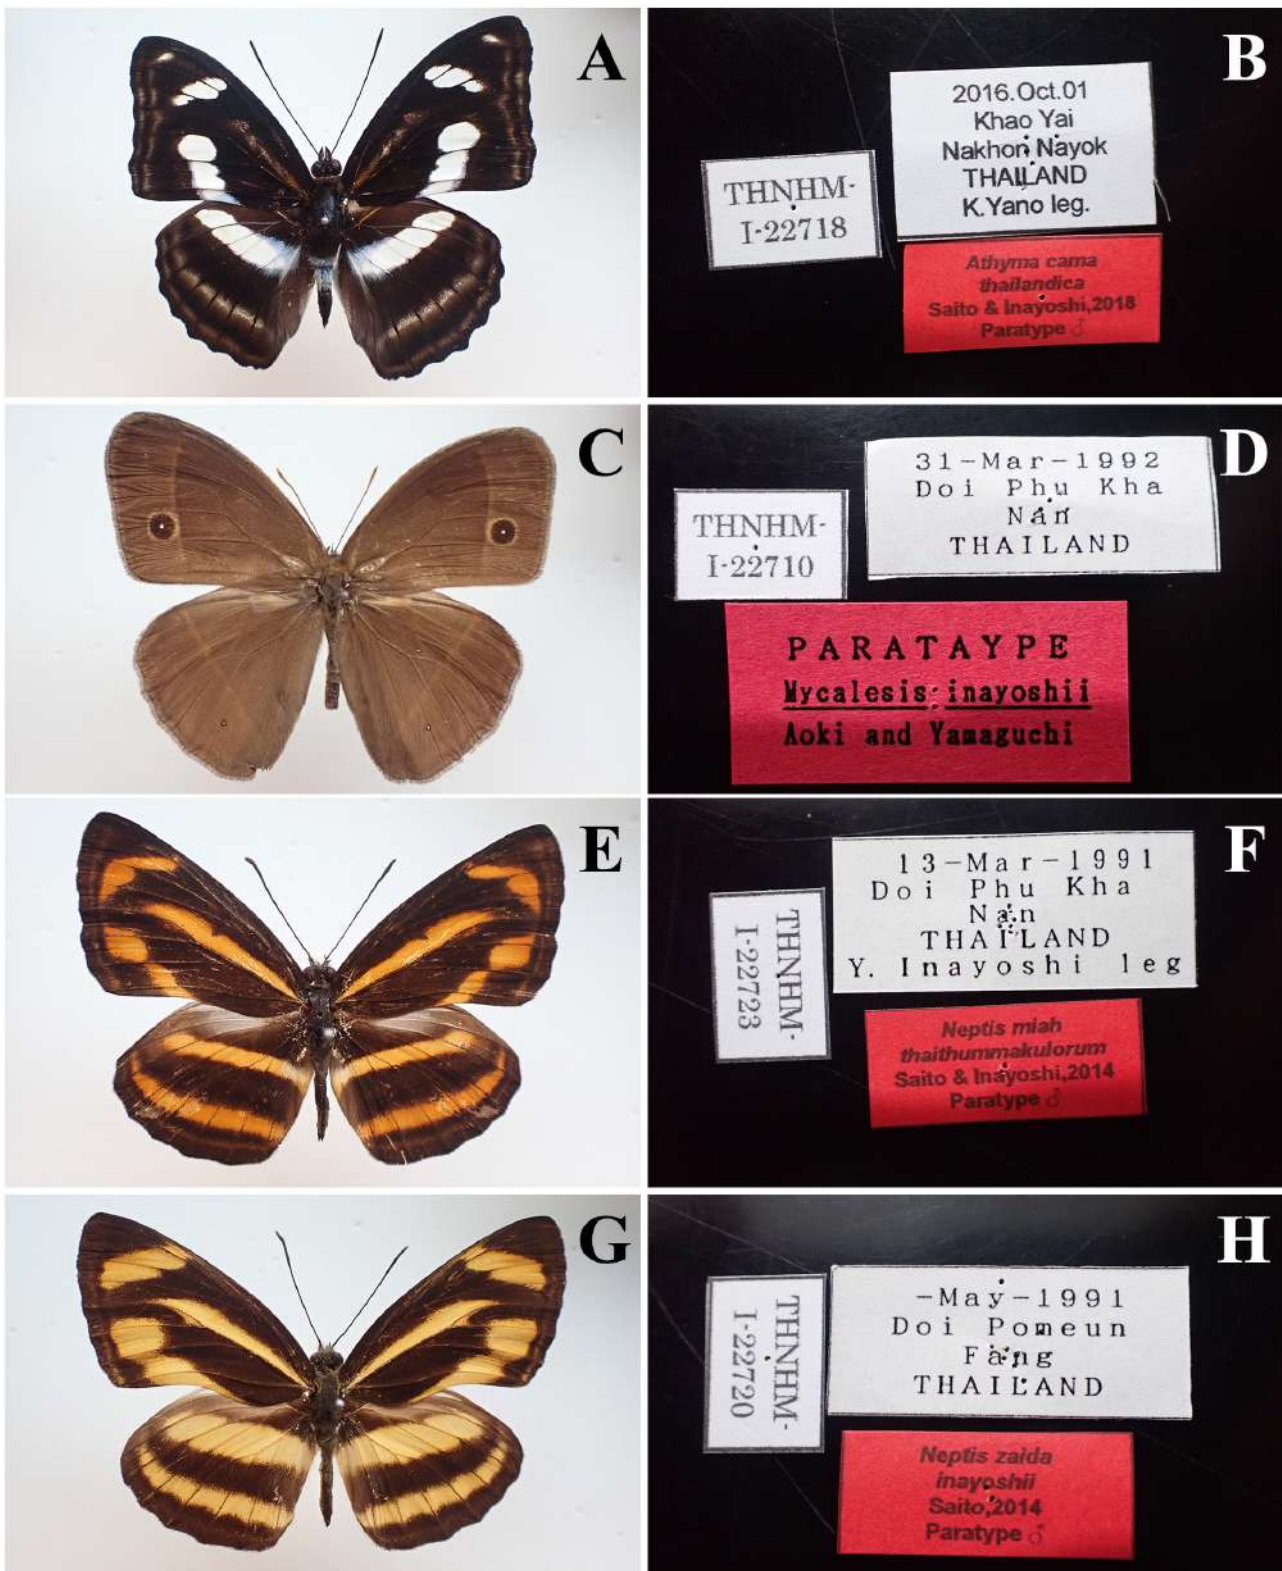 A
B
THNHM-
I-22718
2016.Oct.01
Khao Yai
Nakhon Nayok
THAILAND
K.Yano leg.
Athyma cama
thailandica
Saito & Inayoshi,2018
Paratype ♂
C
D
THNHM-
I-22710
31-Mar-1992
Doi Phu Kha
Nan
THAILAND
PARATAYPE
Mycalesis inayoshii
Aoki and Yamaguchi
E
F
THNHM-
I-22723
13-Mar-1991
Doi Phu Kha
Nan
THAILAND
Y. Inayoshi leg
Neptis miah
thaithummakulorum
Saito & Inayoshi,2014
Paratype ♂
G
H
THNHM-
I-22720
-May-1991
Doi Pomeun
Fang
THAILAND
Neptis zaida
inayoshii
Saito,2014
Paratype ♂